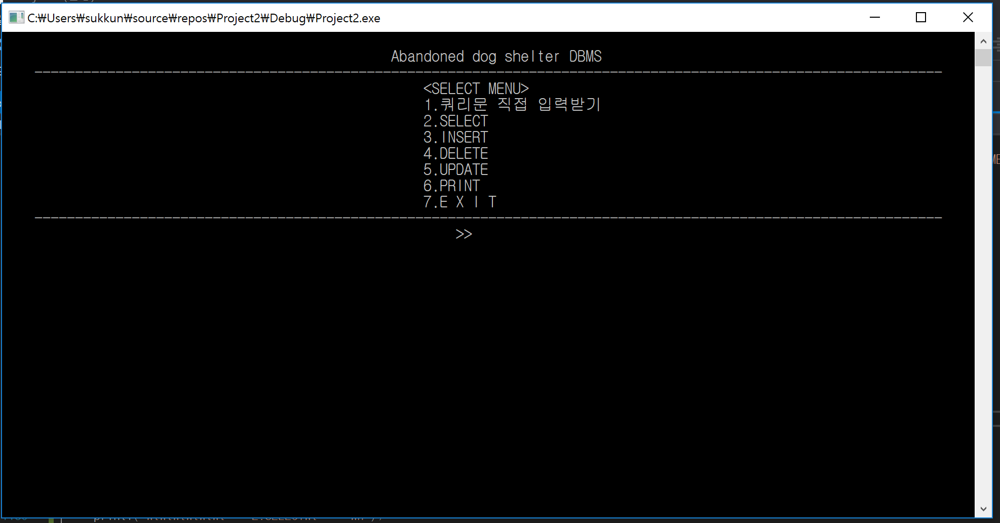 C:₩Users₩sukkun₩source₩repos₩Project2₩Debug₩Project2.exe
Abandoned dog shelter DBMS
<SELECT MENU>
1.쿼리문 직접 입력받기
2.SELECT
3.INSERT
4.DELETE
5.UPDATE
6.PRINT
7.E X I T
>>